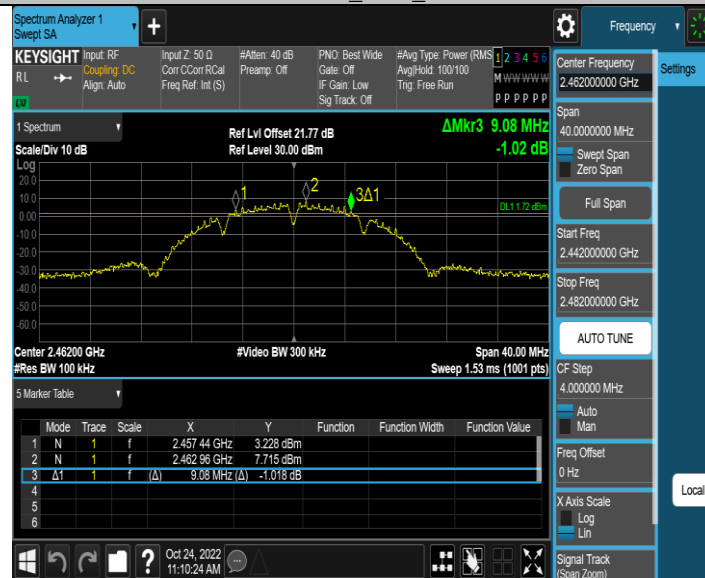 Spectrum Analyzer 1
Swept SA
Frequency
KEYSIGHT
RL
Input: RF
Coupling: DC
Align: Auto
Input Z: 50 Ω
Corr CCorr RCal
Freq Ref: Int (S)
#Atten: 40 dB
Preamp: Off
PNO: Best Wide
Gate: Off
IF Gain: Low
Sig Track: Off
#Avg Type: Power (RMS
Avg|Hold: 100/100
Trig: Free Run
1 2 3 4 5 6
M W W W W W
P P P P P P
LXI
1 Spectrum
Scale/Div 10 dB
Ref Lvl Offset 21.77 dB
Ref Level 30.00 dBm
ΔMkr3 9.08 MHz
-1.02 dB
Log
20.0
10.0
0.00
-10.0
-20.0
-30.0
-40.0
-50.0
-60.0
1
2
3Δ1
DL1 1.72 dBm
Center 2.46200 GHz
#Res BW 100 kHz
#Video BW 300 kHz
Span 40.00 MHz
Sweep 1.53 ms (1001 pts)
5 Marker Table
Mode Trace Scale X Y Function Function Width Function Value
1 N 1 f 2.457 44 GHz 3.228 dBm
2 N 1 f 2.462 96 GHz 7.715 dBm
3 Δ1 1 f (Δ) 9.08 MHz (Δ) -1.018 dB
4
5
6
Oct 24, 2022
11:10:24 AM
Center Frequency
2.462000000 GHz
Span
40.0000000 MHz
Swept Span
Zero Span
Full Span
Start Freq
2.442000000 GHz
Stop Freq
2.482000000 GHz
AUTO TUNE
CF Step
4.000000 MHz
Auto
Man
Freq Offset
0 Hz
X Axis Scale
Log
Lin
Signal Track
(Span Zoom)
Settings
Local